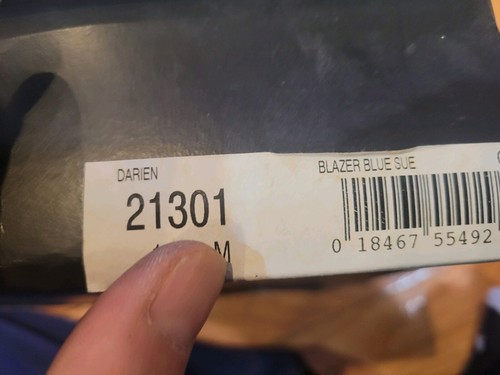 DARIEN
21301
M
BLAZER BLUE SUE
0 18467 55492